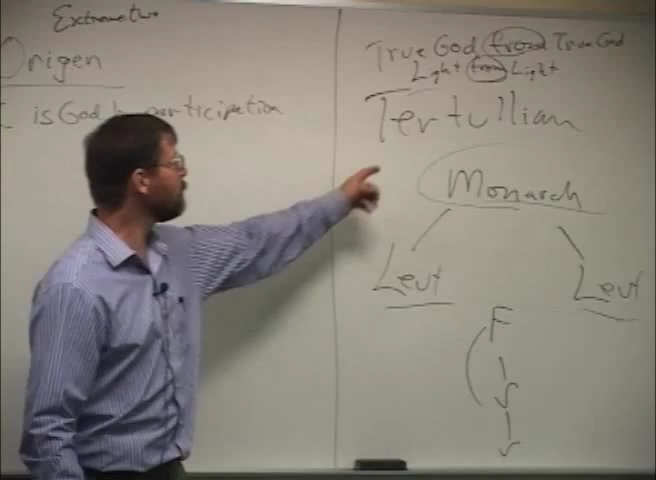 Extreme two
Origen
is God by participation
True God from True God
Light from Light
Tertullian
Monarch
Leut Leut
F